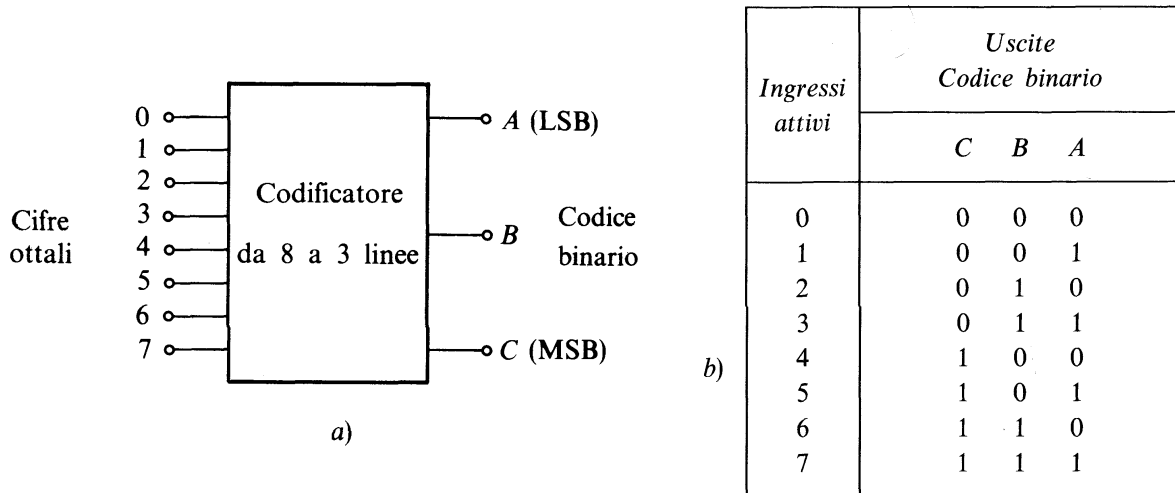 0
1
2
3
4
5
6
7
Cifre
ottali
Codificatore
da 8 a 3 linee
A (LSB)
B
C (MSB)
Codice
binario
a)
b)
Ingressi
attivi
Uscite
Codice binario
C B A
0 0 0 0
1 0 0 1
2 0 1 0
3 0 1 1
4 1 0 0
5 1 0 1
6 1 1 0
7 1 1 1